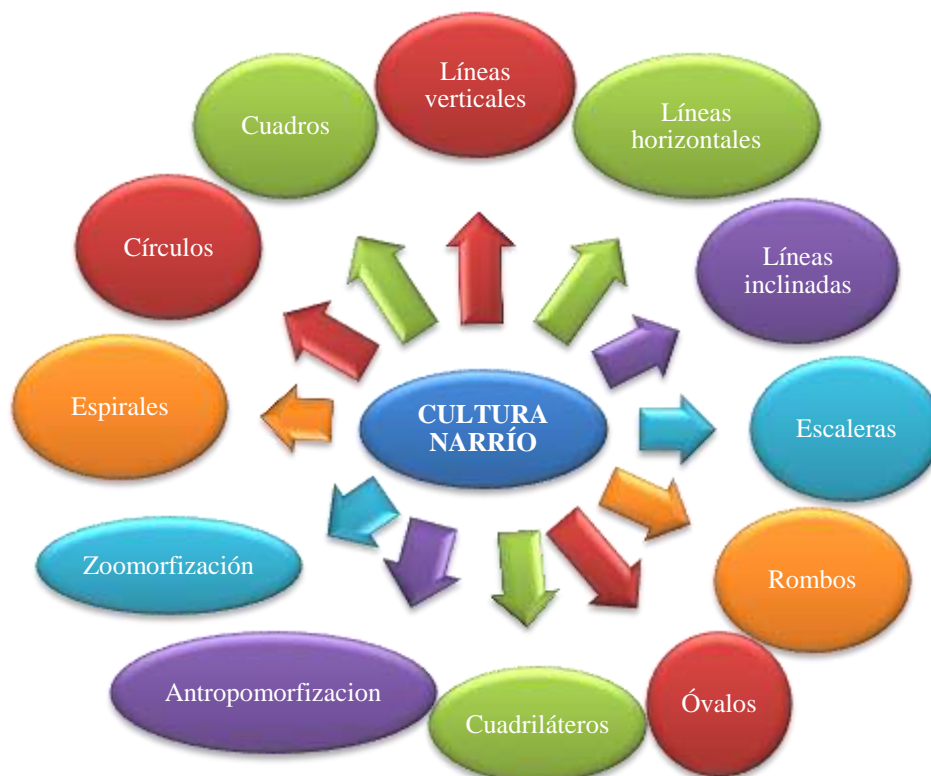 Líneas
verticales
Líneas
horizontales
Cuadros
Líneas
inclinadas
Círculos
Espirales
CULTURA
NARRÍO
Escaleras
Zoomorfización
Rombos
Antropomorfizacion
Óvalos
Cuadriláteros